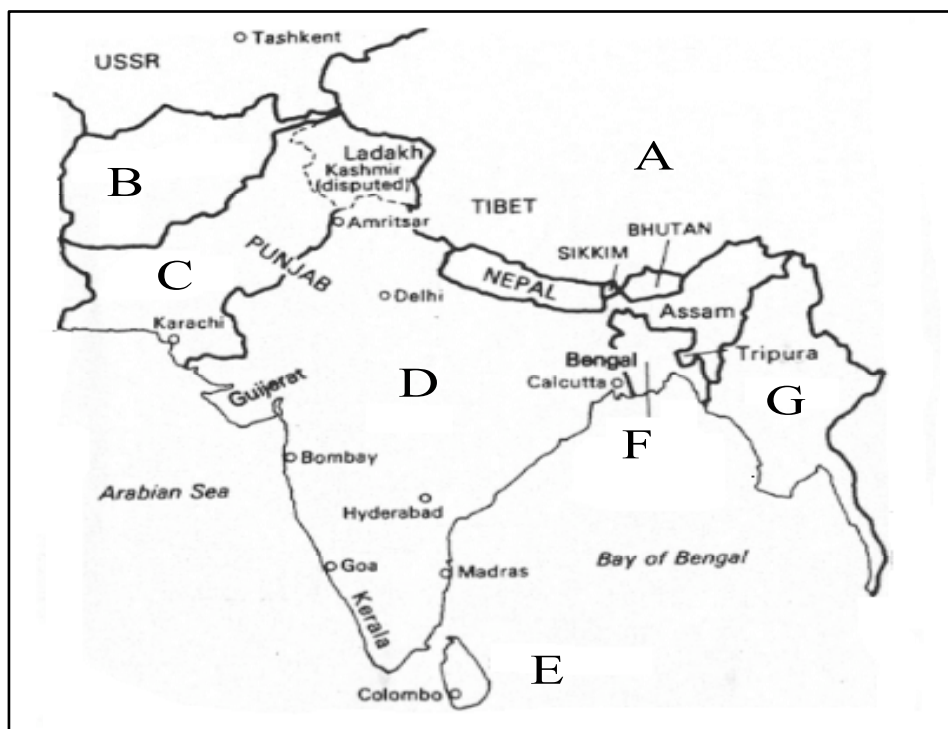 Tashkent
USSR
A
Ladakh
Kashmir
(disputed)
B
TIBET
Amritsar
BHUTAN
SIKKIM
PUNJAB
C
NEPAL
Delhi
Assam
Karachi
Bengal
Tripura
D
Calcutta
Gujerat
G
F
Bombay
Arabian Sea
Hyderabad
Bay of Bengal
Goa
Madras
Kerala
E
Colombo